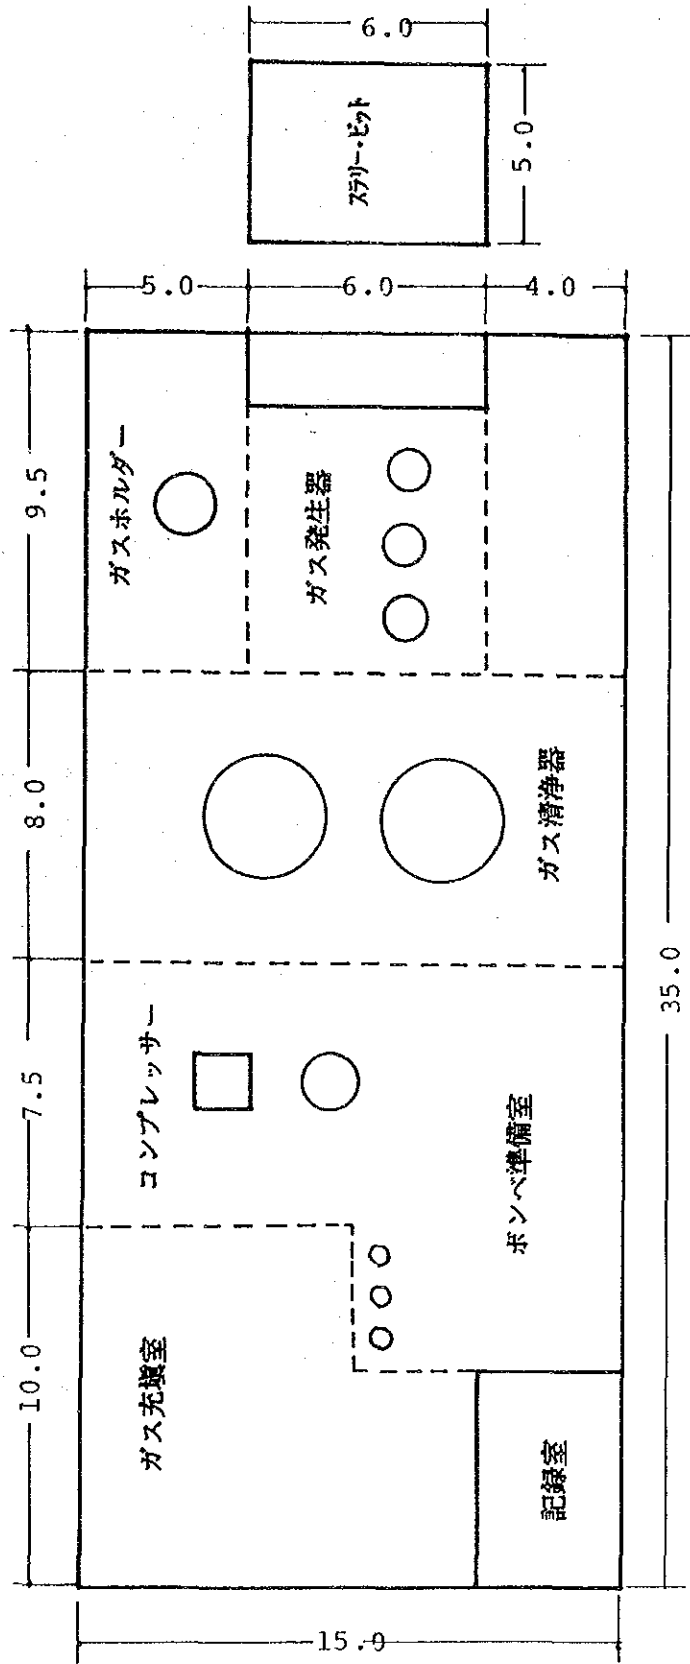 10.0
7.5
8.0
9.5
ガス充塡室
コンプレッサー
ガスホルダー
5.0
ガス発生器
6.0
スラリー・ピット
6.0
ボンベ準備室
ガス清浄器
4.0
5.0
記録室
15.0
35.0